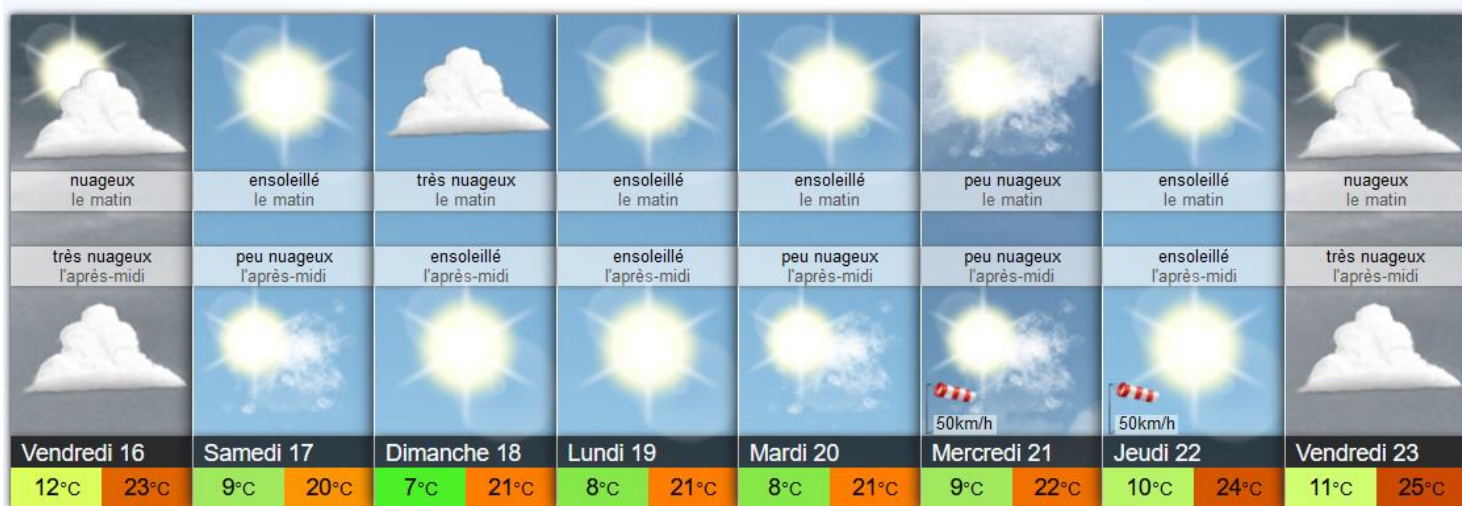 nuageux
le matin
très nuageux
l'après-midi
Vendredi 16
12°C 23°C
ensoleillé
le matin
peu nuageux
l'après-midi
Samedi 17
9°C 20°C
très nuageux
le matin
ensoleillé
l'après-midi
Dimanche 18
7°C 21°C
ensoleillé
le matin
ensoleillé
l'après-midi
Lundi 19
8°C 21°C
ensoleillé
le matin
peu nuageux
l'après-midi
Mardi 20
8°C 21°C
peu nuageux
le matin
peu nuageux
l'après-midi
50km/h
Mercredi 21
9°C 22°C
ensoleillé
le matin
ensoleillé
l'après-midi
50km/h
Jeudi 22
10°C 24°C
nuageux
le matin
très nuageux
l'après-midi
Vendredi 23
11°C 25°C